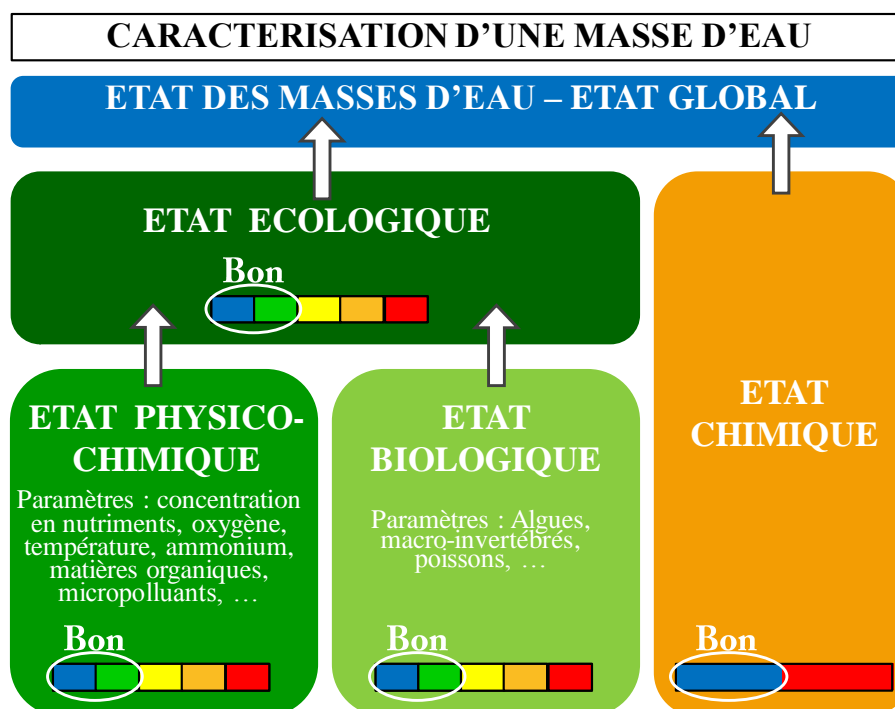 CARACTERISATION D'UNE MASSE D'EAU
ETAT DES MASSES D'EAU – ETAT GLOBAL
ETAT ECOLOGIQUE
Bon
ETAT PHYSICO-
CHIMIQUE
Paramètres : concentration
en nutriments, oxygène,
température, ammonium,
matières organiques,
micropolluants, …
Bon
ETAT
BIOLOGIQUE
Paramètres : Algues,
macro-invertébrés,
poissons, …
Bon
ETAT
CHIMIQUE
Bon